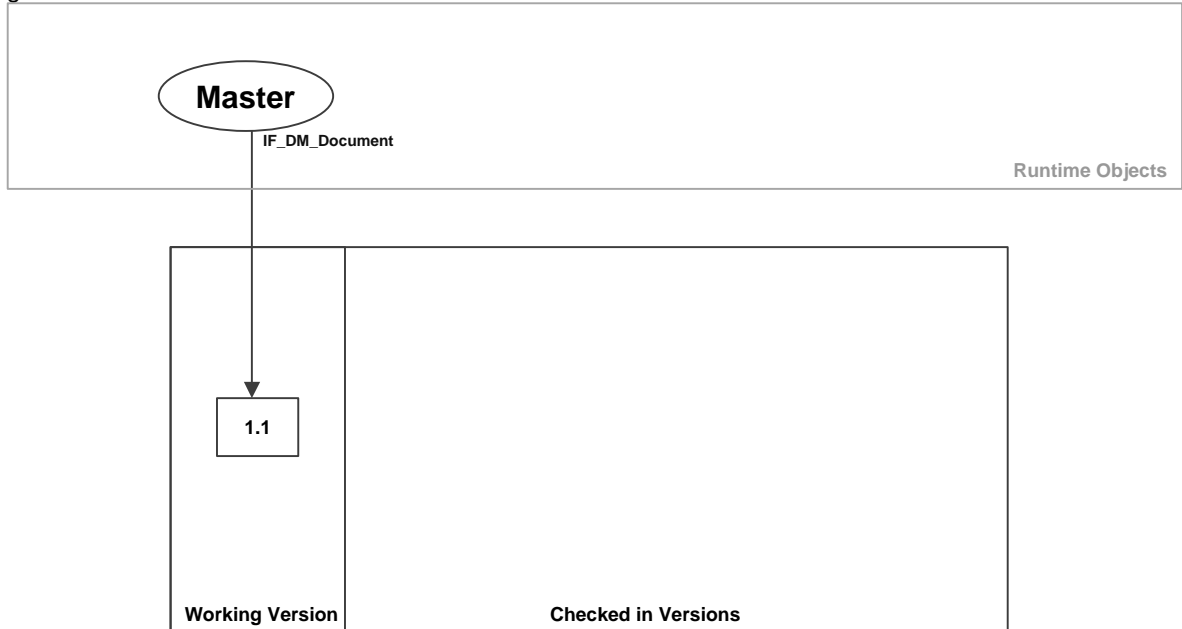 Master
IF_DM_Document
Runtime Objects
1.1
Working Version
Checked in Versions